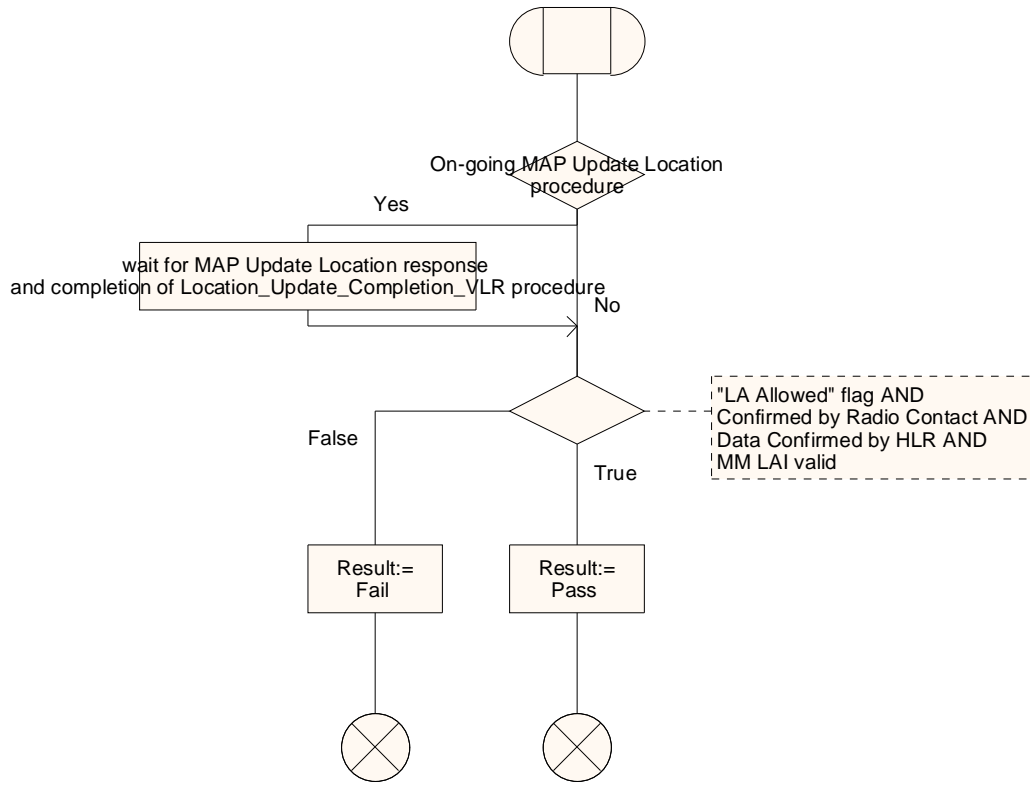 On-going MAP Update Location
procedure
Yes
wait for MAP Update Location response
and completion of Location_Update_Completion_VLR procedure
No
"LA Allowed" flag AND
Confirmed by Radio Contact AND
Data Confirmed by HLR AND
MM LAI valid
False
True
Result:=
Fail
Result:=
Pass